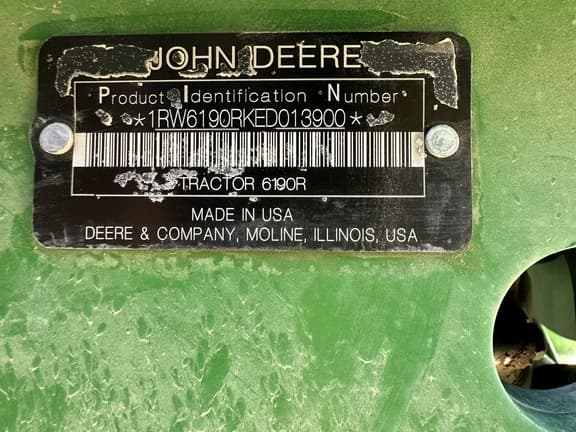 JOHN DEERE
Product Identification Number
*1RW6190RKED013900*
TRACTOR 6190R
MADE IN USA
DEERE & COMPANY, MOLINE, ILLINOIS, USA